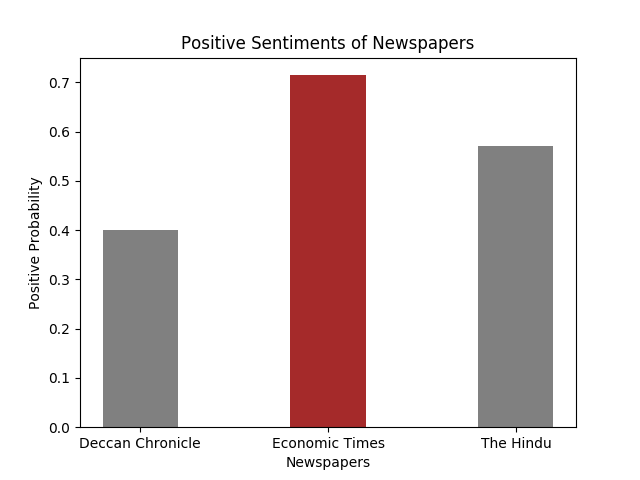 Positive Sentiments of Newspapers
Positive Probability
0.7
0.6
0.5
0.4
0.3
0.2
0.1
0.0
Deccan Chronicle Economic Times The Hindu
Newspapers